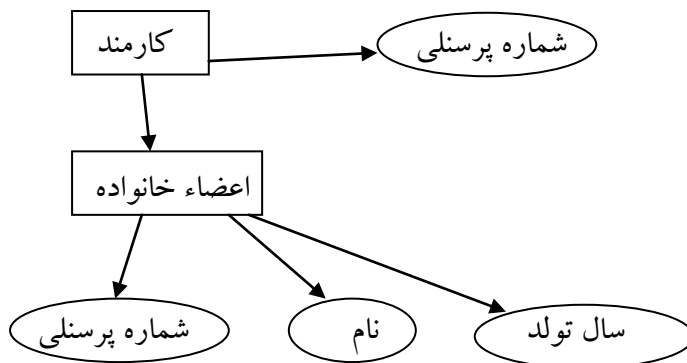 کارمند
شماره پرسنلی
اعضاء خانواده
شماره پرسنلی
نام
سال تولد